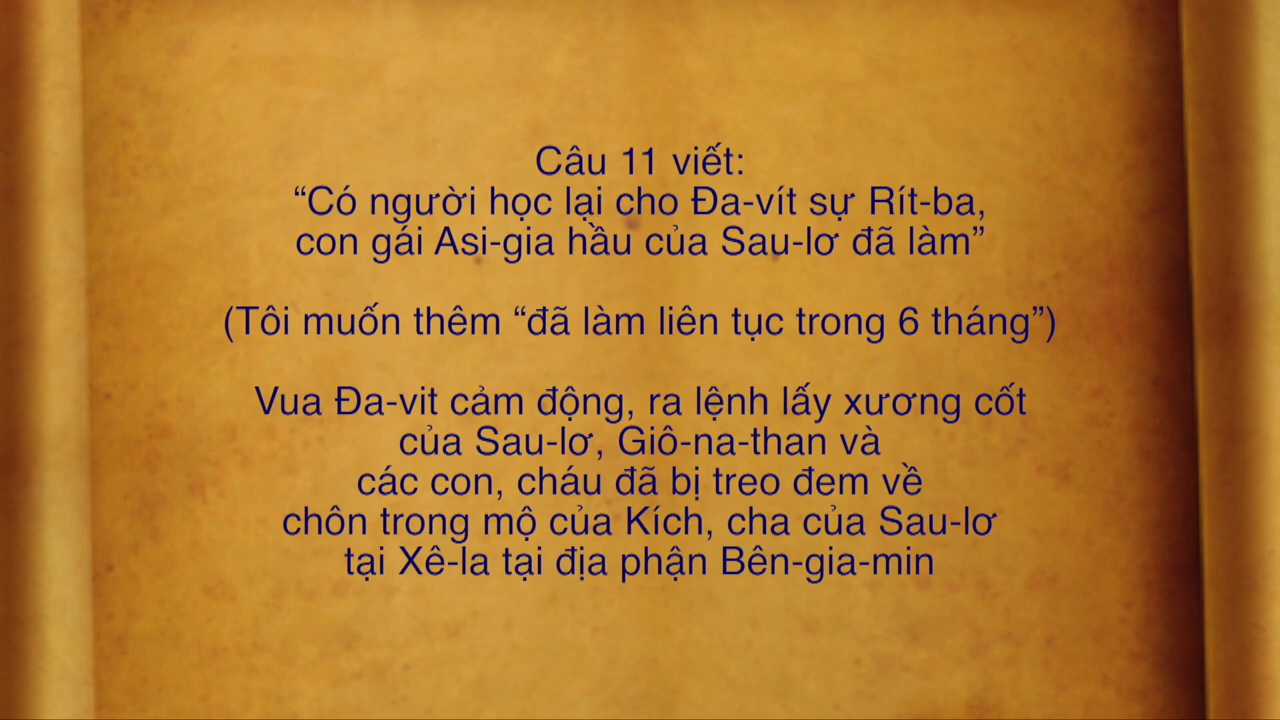 Câu 11 viết:
“Có người học lại cho Đa-vít sự Rít-ba,
con gái Asi-gia hầu của Sau-lơ đã làm”
(Tôi muốn thêm “đã làm liên tục trong 6 tháng”)
Vua Đa-vit cảm động, ra lệnh lấy xương cốt
của Sau-lơ, Giô-na-than và
các con, cháu đã bị treo đem về
chôn trong mộ của Kích, cha của Sau-lơ
tại Xê-la tại địa phận Bên-gia-min